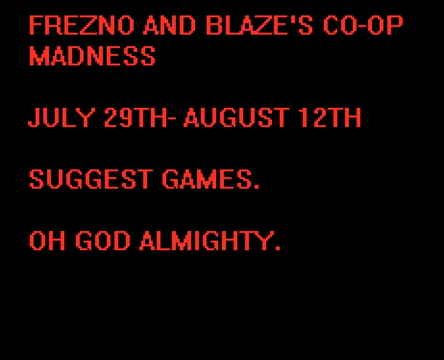 FREZNO AND BLAZE'S CO-OP
MADNESS
JULY 29TH- AUGUST 12TH
SUGGEST GAMES.
OH GOD ALMIGHTY.